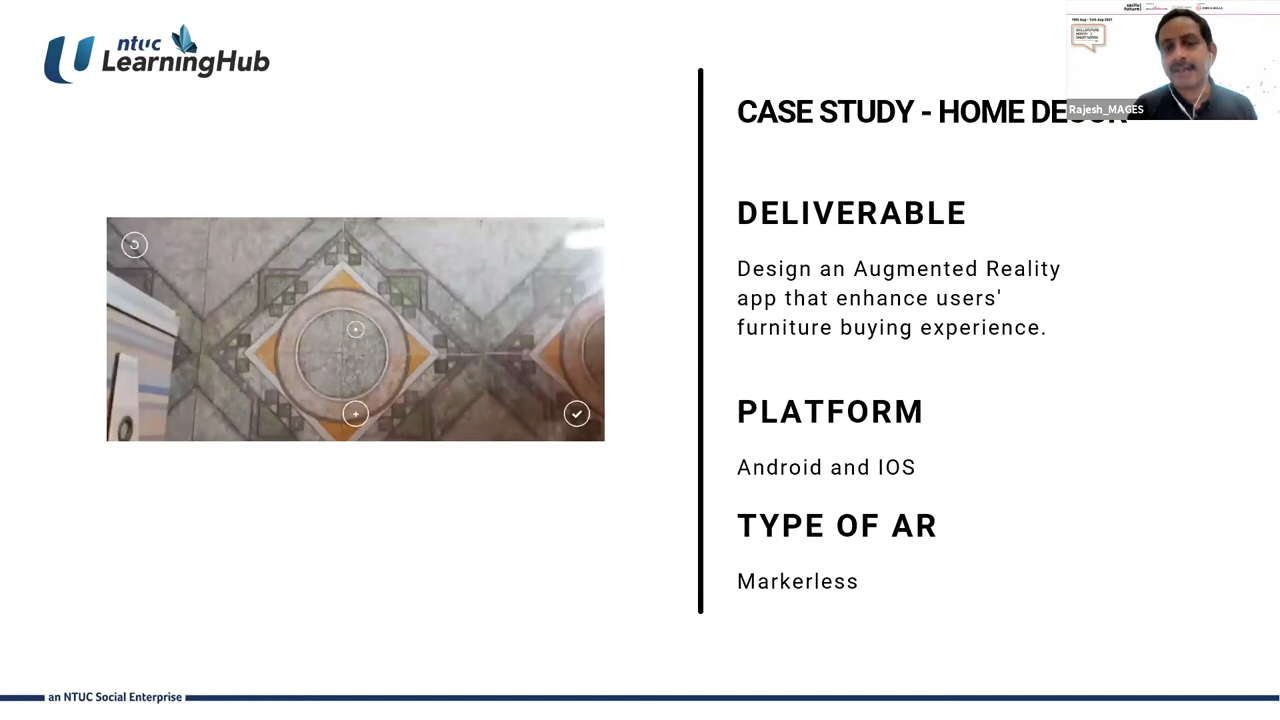 ntuc
LearningHub
CASE STUDY - HOME
DELIVERABLE
Design an Augmented Reality
app that enhance users'
furniture buying experience.
PLATFORM
Android and IOS
TYPE OF AR
Markerless
Rajesh_MAGES
an NTUC Social Enterprise